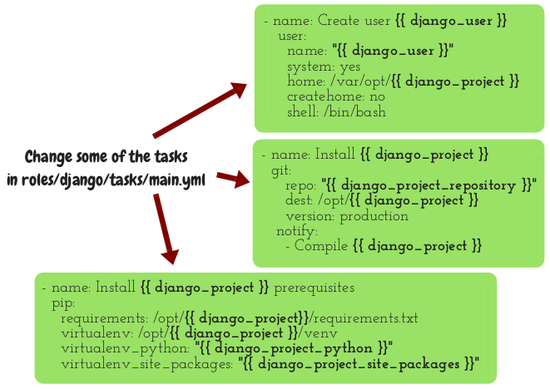 - name: Create user {{ django_user }}
user:
name: "{{ django_user }}"
system: yes
home: /var/opt/{{ django_project }}
createhome: no
shell: /bin/bash
Change some of the tasks
in roles/django/tasks/main.yml
- name: Install {{ django_project }}
git:
repo: "{{ django_project_repository }}"
dest: /opt/{{ django_project }}
version: production
notify:
- Compile {{ django_project }}
- name: Install {{ django_project }} prerequisites
pip:
requirements: /opt/{{ django_project}}/requirements.txt
virtualenv: /opt/{{ django_project }}/venv
virtualenv_python: "{{ django_project_python }}"
virtualenv_site_packages: "{{ django_project_site_packages }}"